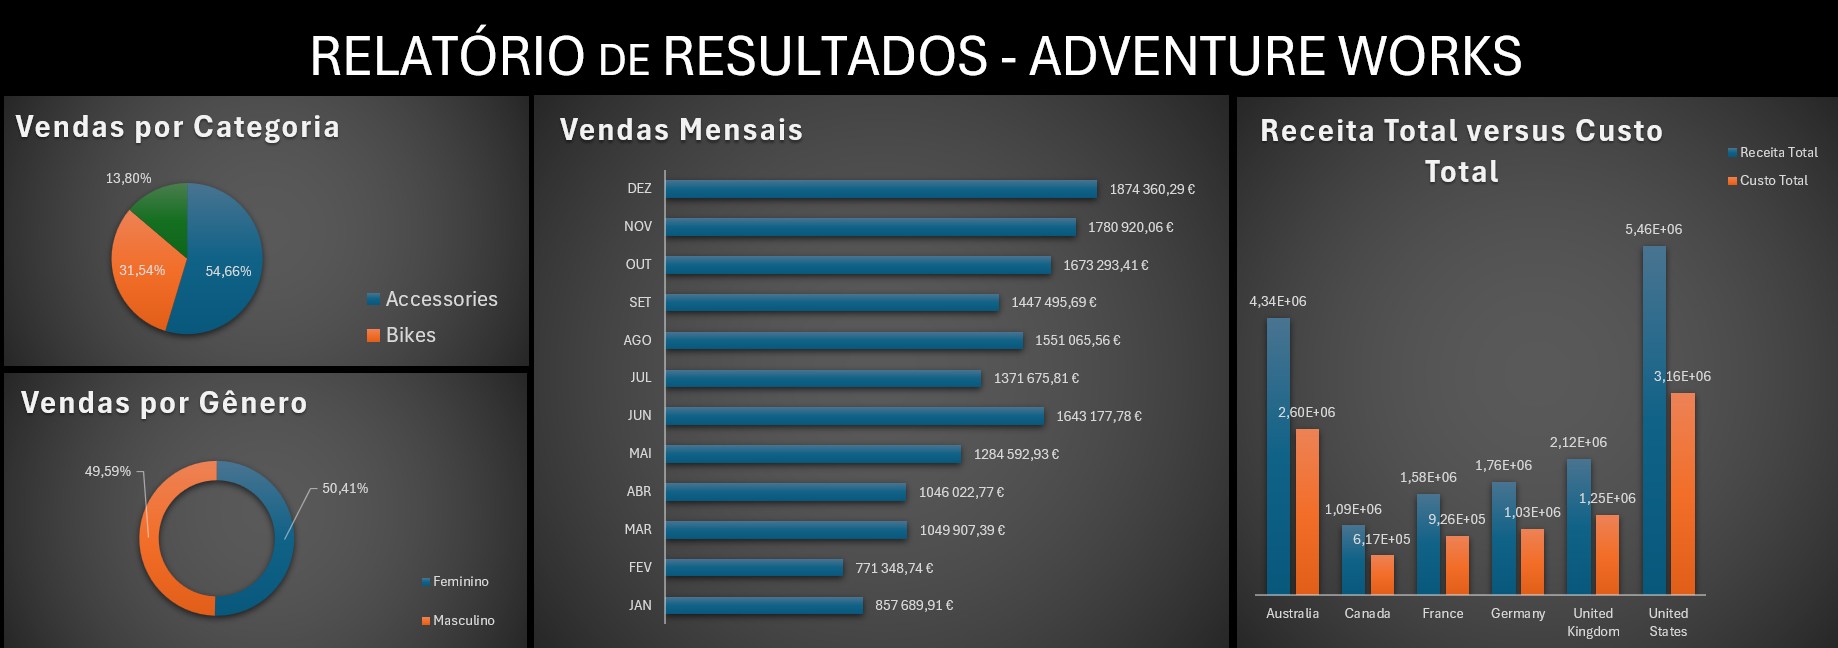 RELATÓRIO DE RESULTADOS - ADVENTURE WORKS
Vendas por Categoria
13,80%
31,54%
54,66%
Accessories
Bikes
Vendas por Gênero
49,59%
50,41%
Feminino
Masculino
Vendas Mensais
DEZ 1874 360,29 €
NOV 1780 920,06 €
OUT 1673 293,41 €
SET 1447 495,69 €
AGO 1551 065,56 €
JUL 1371 675,81 €
JUN 1643 177,78 €
MAI 1284 592,93 €
ABR 1046 022,77 €
MAR 1049 907,39 €
FEV 771 348,74 €
JAN 857 689,91 €
Receita Total versus Custo
Total
Receita Total
Custo Total
5,46E+06
4,34E+06
3,16E+06
2,60E+06
2,12E+06
1,76E+06
1,58E+06
1,25E+06
1,09E+06
9,26E+05
1,03E+06
6,17E+05
Australia
Canada
France
Germany
United
Kingdom
United
States